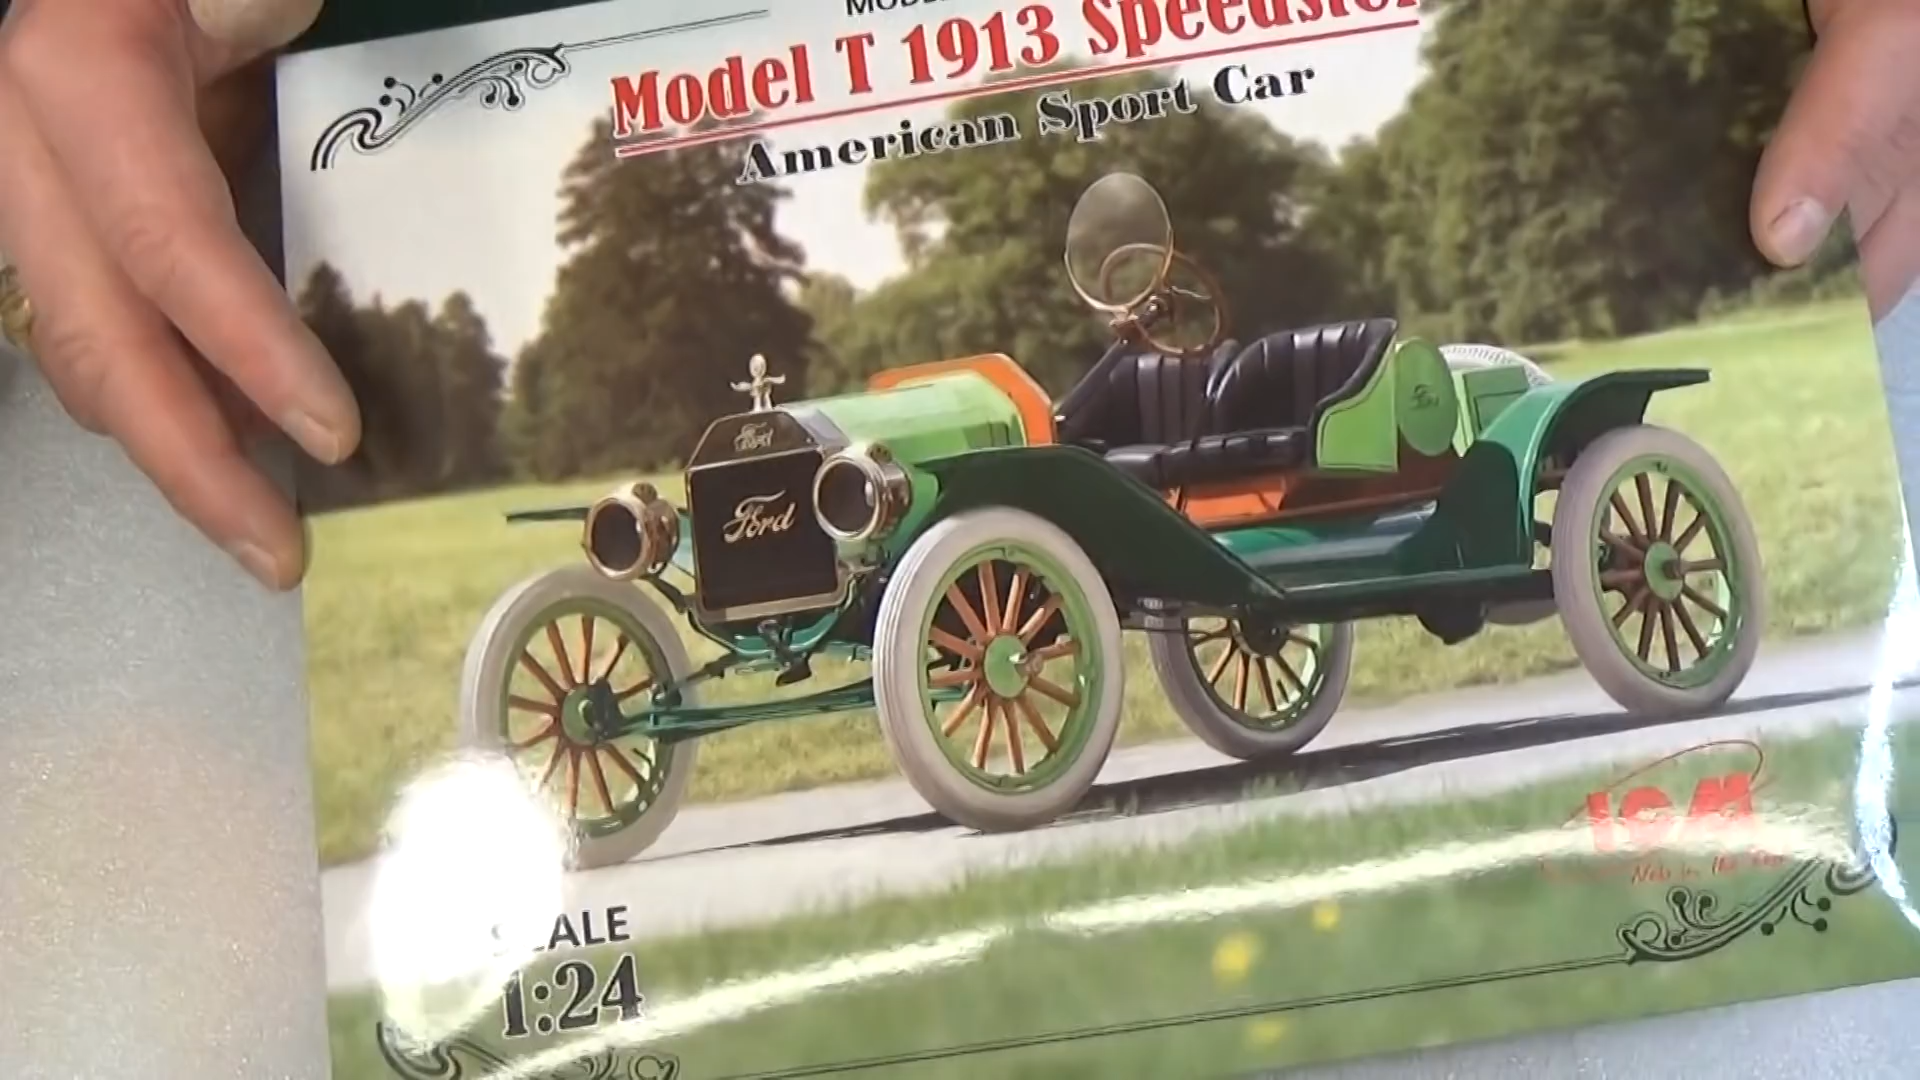 Model T 1913 Speedster
American Sport Car
Ford
Ford
ICM
SCALE
1:24